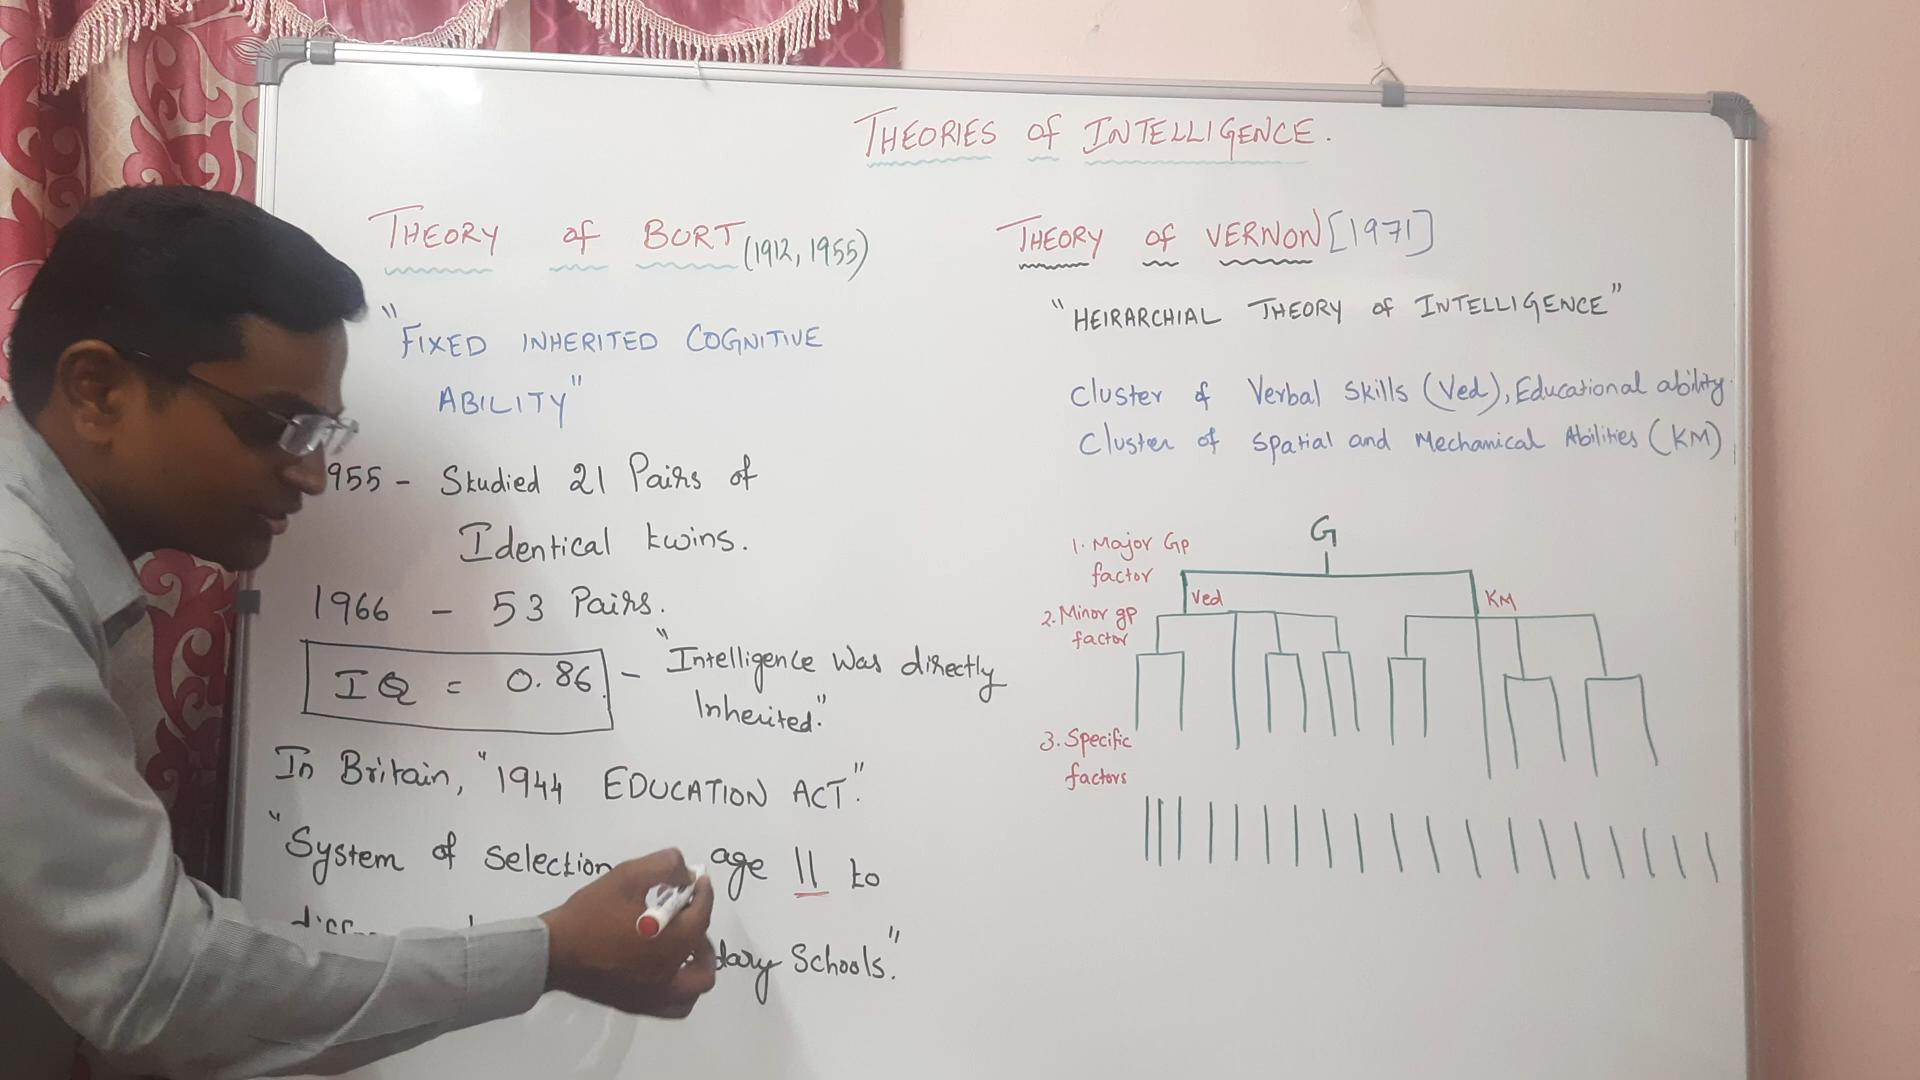 THEORIES of INTELLIGENCE.
THEORY of BURT (1912, 1955)
"FIXED INHERITED COGNITIVE
ABILITY"
955 - Studied 21 Pairs of
Identical twins.
1966 - 53 Pairs.
IQ = 0.86 - "Intelligence Was directly
Inherited."
In Britain, "1944 EDUCATION ACT."
"System of selection age 11 to
dary Schools."
THEORY of VERNON [1971]
"HEIRARCHIAL THEORY of INTELLIGENCE"
Cluster of Verbal Skills (Ved), Educational ability
Cluster of Spatial and Mechanical Abilities (KM)
G
1. Major Gp
factor
Ved KM
2. Minor gp
factor
3. Specific
factors